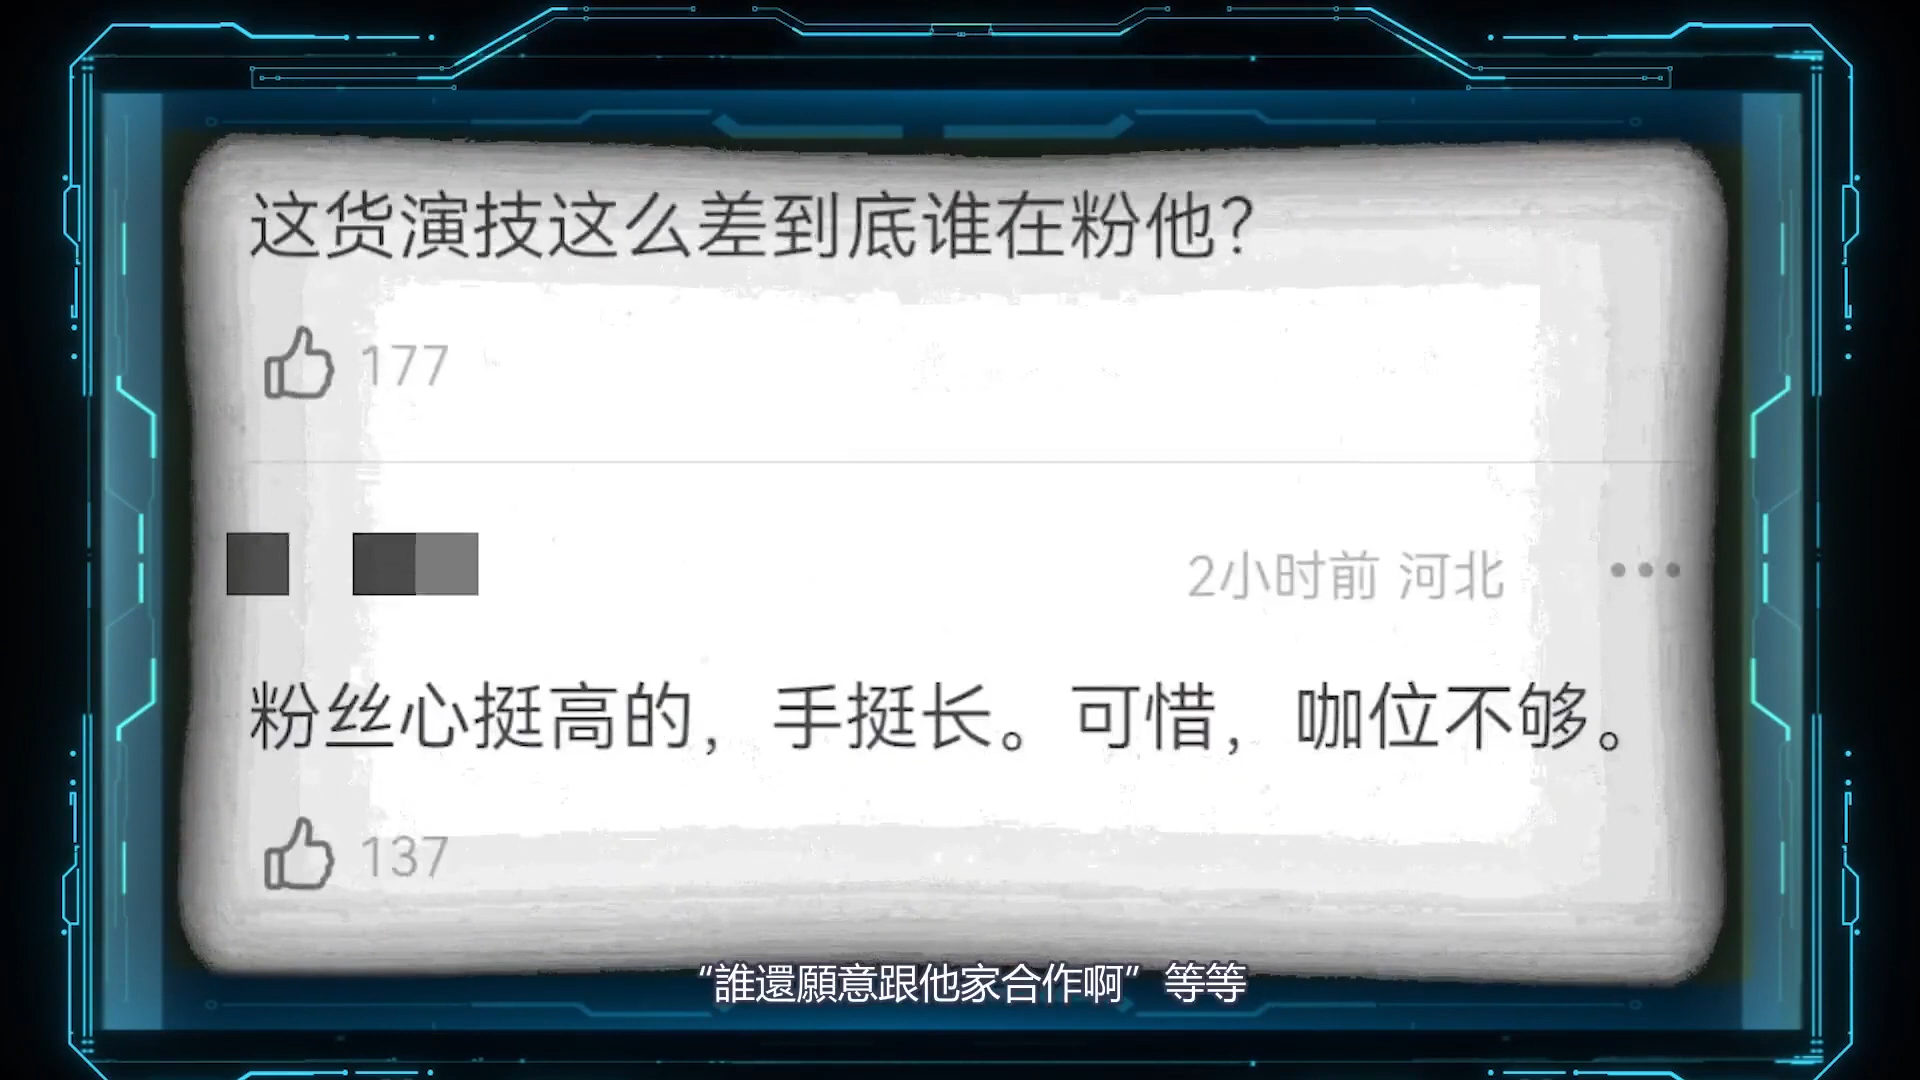 这货演技这么差到底谁在粉他?
177
2小时前 河北
粉丝心挺高的，手挺长。可惜，咖位不够。
137
“誰還願意跟他家合作啊” 等等